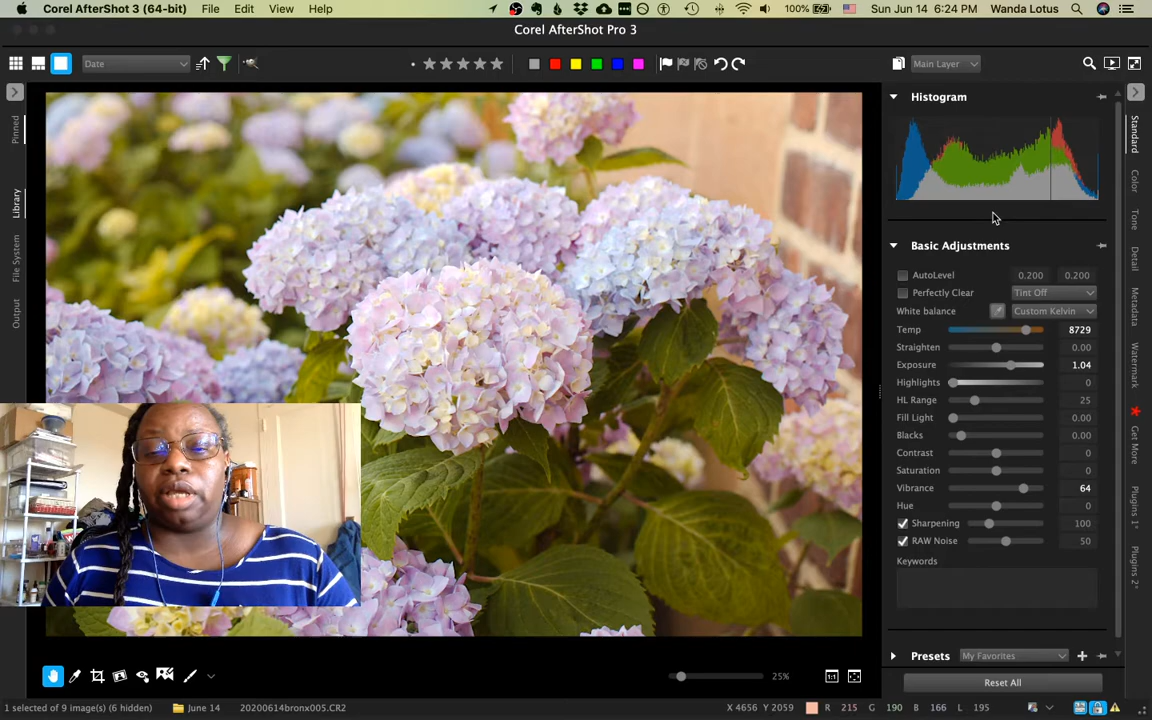 Corel AfterShot 3 (64-bit) File Edit View Help 100% Sun Jun 14 6:24 PM Wanda Lotus
Corel AfterShot Pro 3
Date Main Layer
Pinned
Library
File System
Output
Histogram
Basic Adjustments
AutoLevel 0.200 0.200
Perfectly Clear Tint Off
White balance Custom Kelvin
Temp 8729
Straighten 0.00
Exposure 1.04
Highlights 0
HL Range 25
Fill Light 0.00
Blacks 0.00
Contrast 0
Saturation 0
Vibrance 64
Hue 0
Sharpening 100
RAW Noise 50
Keywords
Presets My Favorites
Reset All
Standard
Color
Tone
Detail
Metadata
Watermark
Get More
Plugins 1*
Plugins 2*
1:1 25%
1 selected of 9 image(s) (6 hidden) June 14 20200614bronx005.CR2 X 4656 Y 2059 R 215 G 190 B 166 L 195